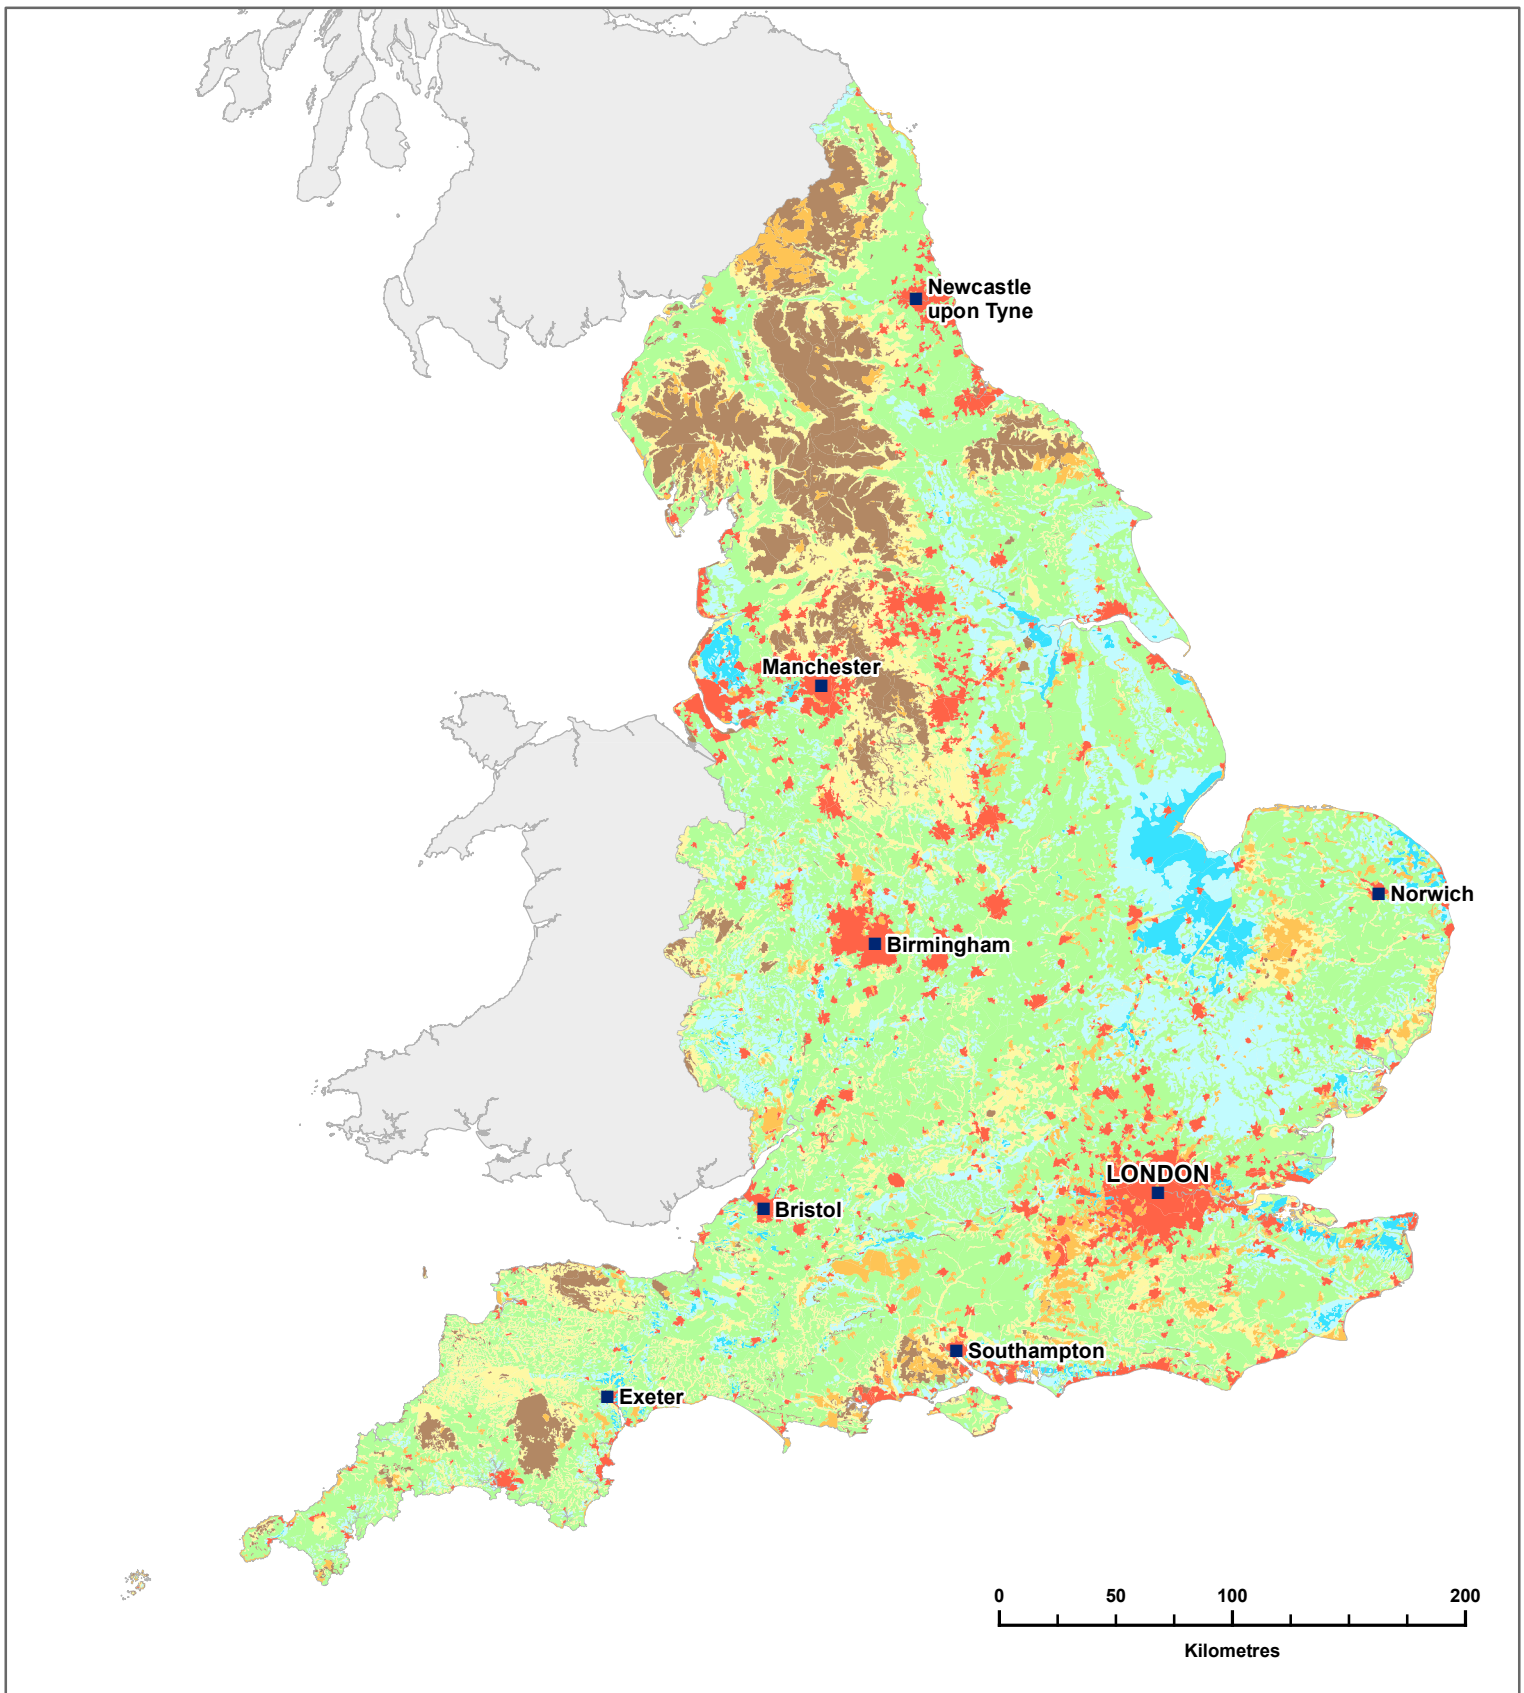 Newcastle
upon Tyne
Manchester
Norwich
Birmingham
LONDON
Bristol
Southampton
Exeter
0 50 100 200
Kilometres